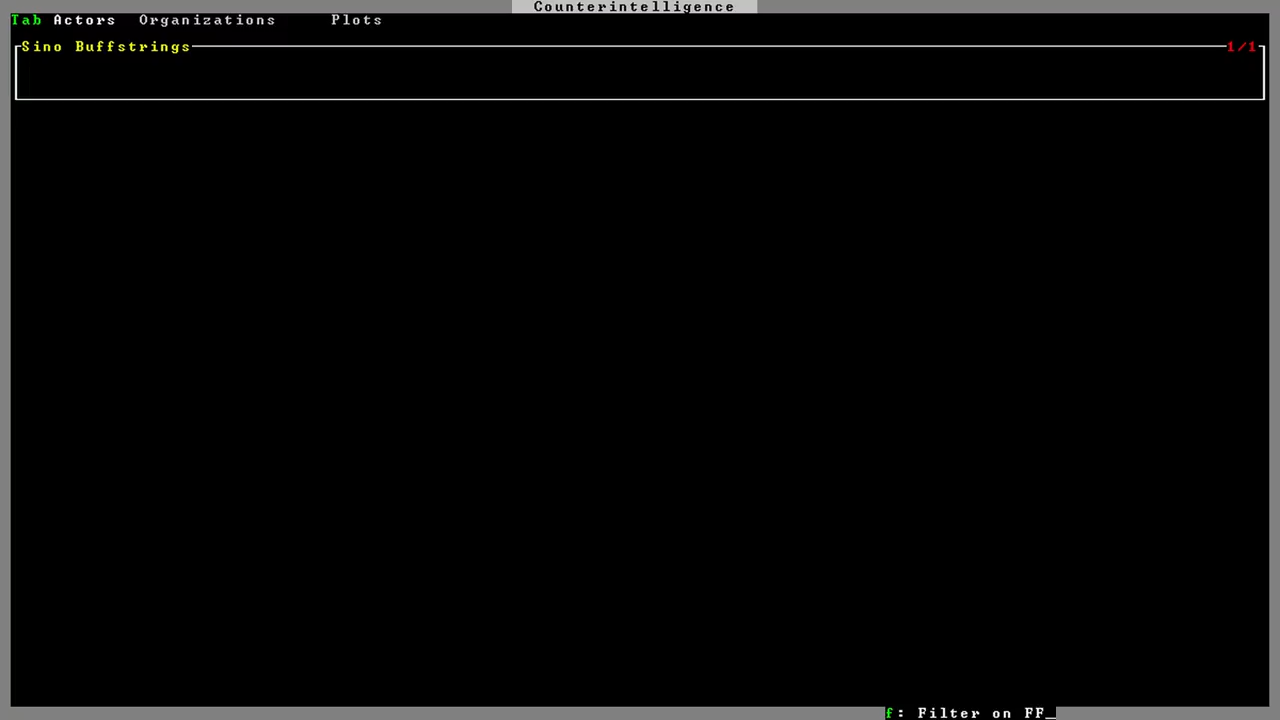 Counterintelligence
Tab Actors Organizations Plots
Sino Buffstrings 1/1
f: Filter on FF_